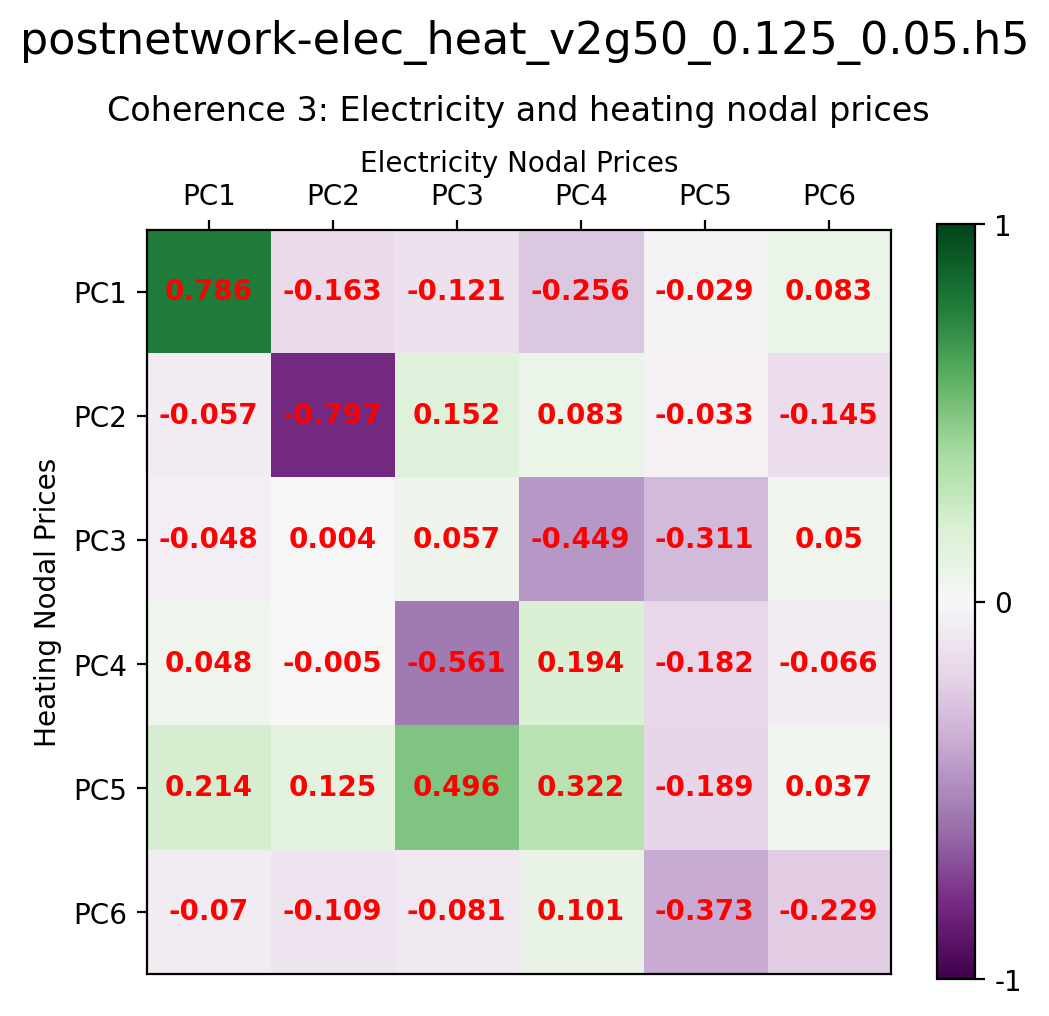 postnetwork-elec_heat_v2g50_0.125_0.05.h5
Coherence 3: Electricity and heating nodal prices
Electricity Nodal Prices
PC1 PC2 PC3 PC4 PC5 PC6
Heating Nodal Prices
PC1 0.786 -0.163 -0.121 -0.256 -0.029 0.083
PC2 -0.057 -0.797 0.152 0.083 -0.033 -0.145
PC3 -0.048 0.004 0.057 -0.449 -0.311 0.05
PC4 0.048 -0.005 -0.561 0.194 -0.182 -0.066
PC5 0.214 0.125 0.496 0.322 -0.189 0.037
PC6 -0.07 -0.109 -0.081 0.101 -0.373 -0.229
1
0
-1